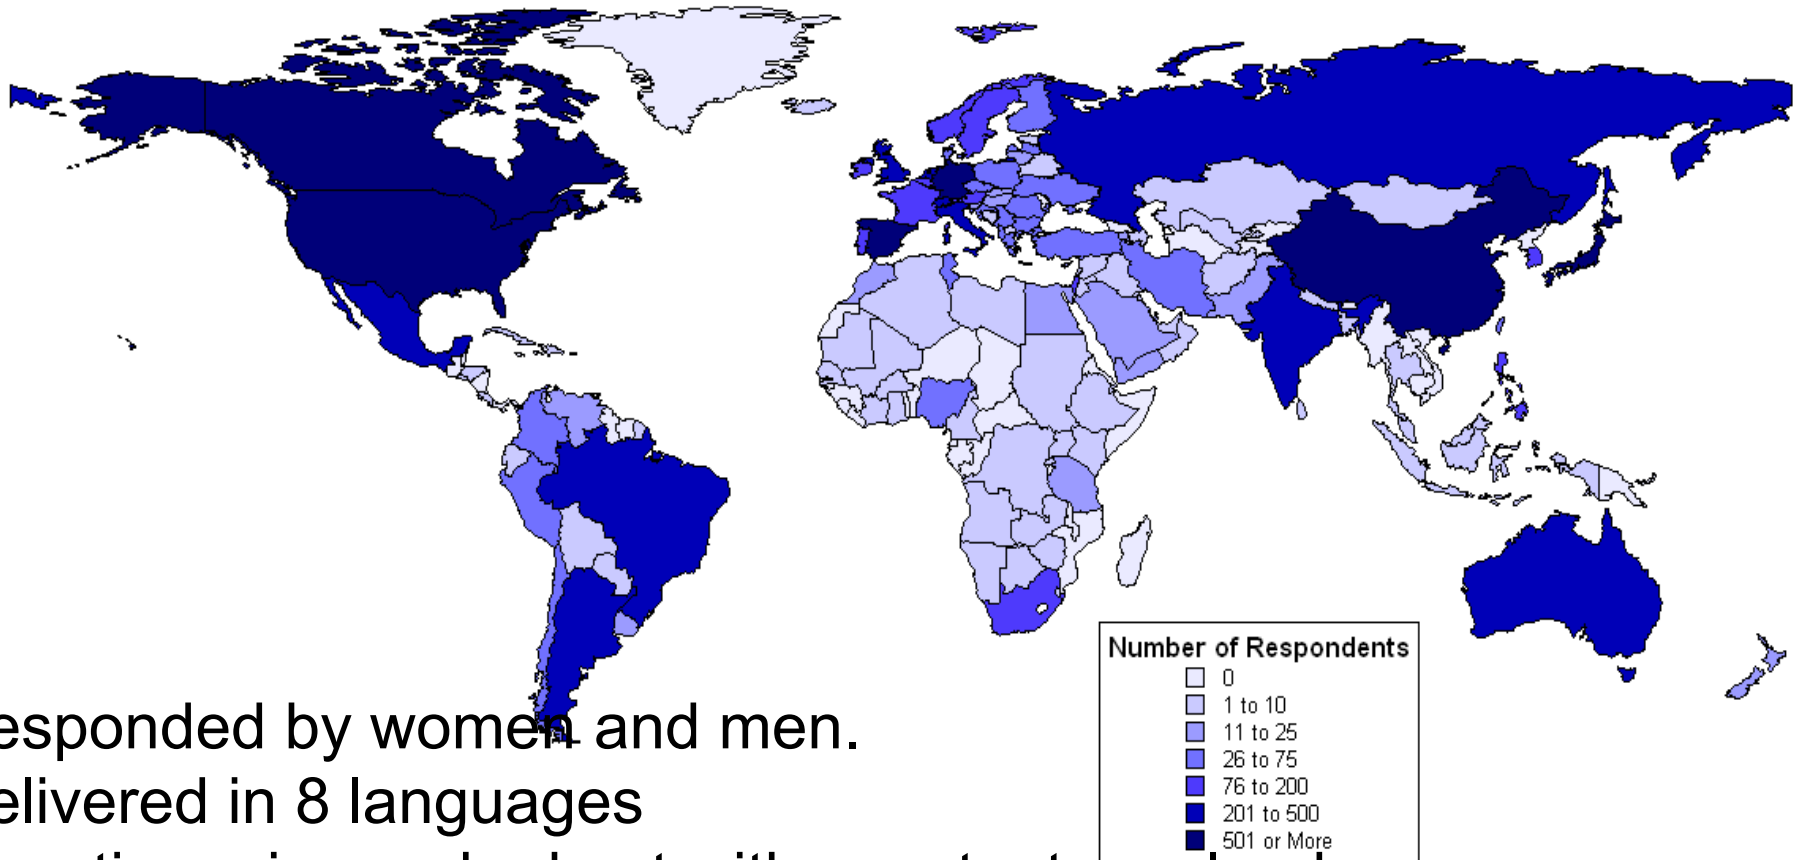 esponded by women and men.
elivered in 8 languages
Number of Respondents
0
1 to 10
11 to 25
26 to 75
76 to 200
201 to 500
501 or More